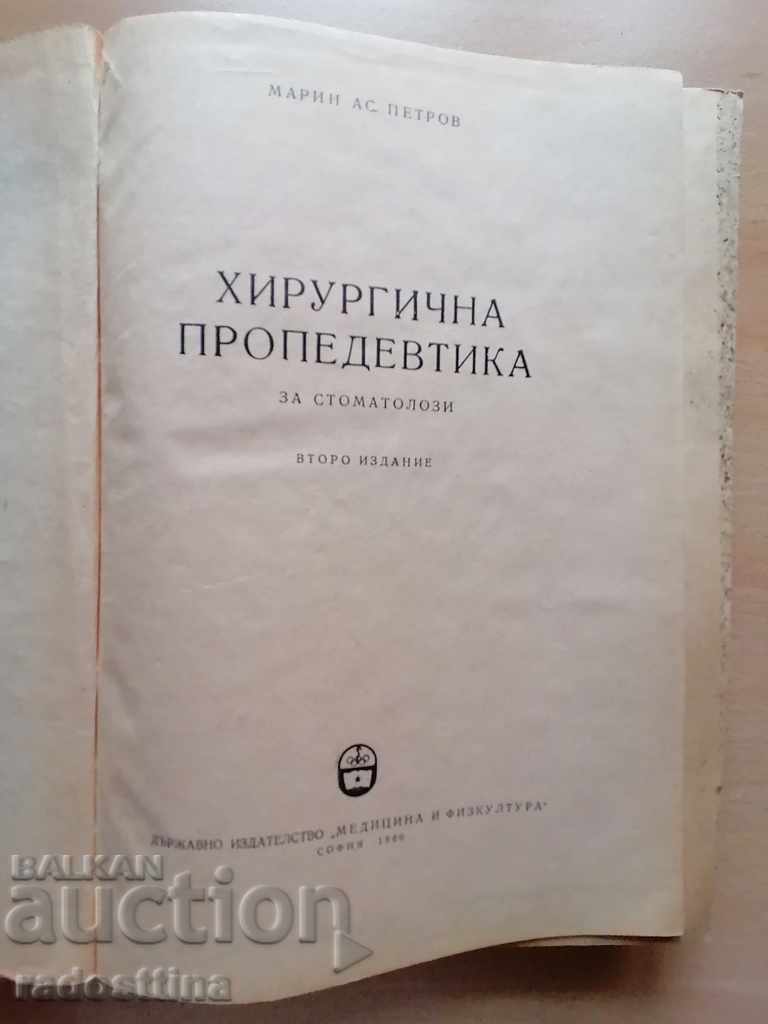 МАРИН АС. ПЕТРОВ
ХИРУРГИЧНА
ПРОПЕДЕВТИКА
ЗА СТОМАТОЛОЗИ
ВТОРО ИЗДАНИЕ
ДЪРЖАВНО ИЗДАТЕЛСТВО „МЕДИЦИНА И ФИЗКУЛТУРА“
СОФИЯ
BALKAN
auction
radosttina